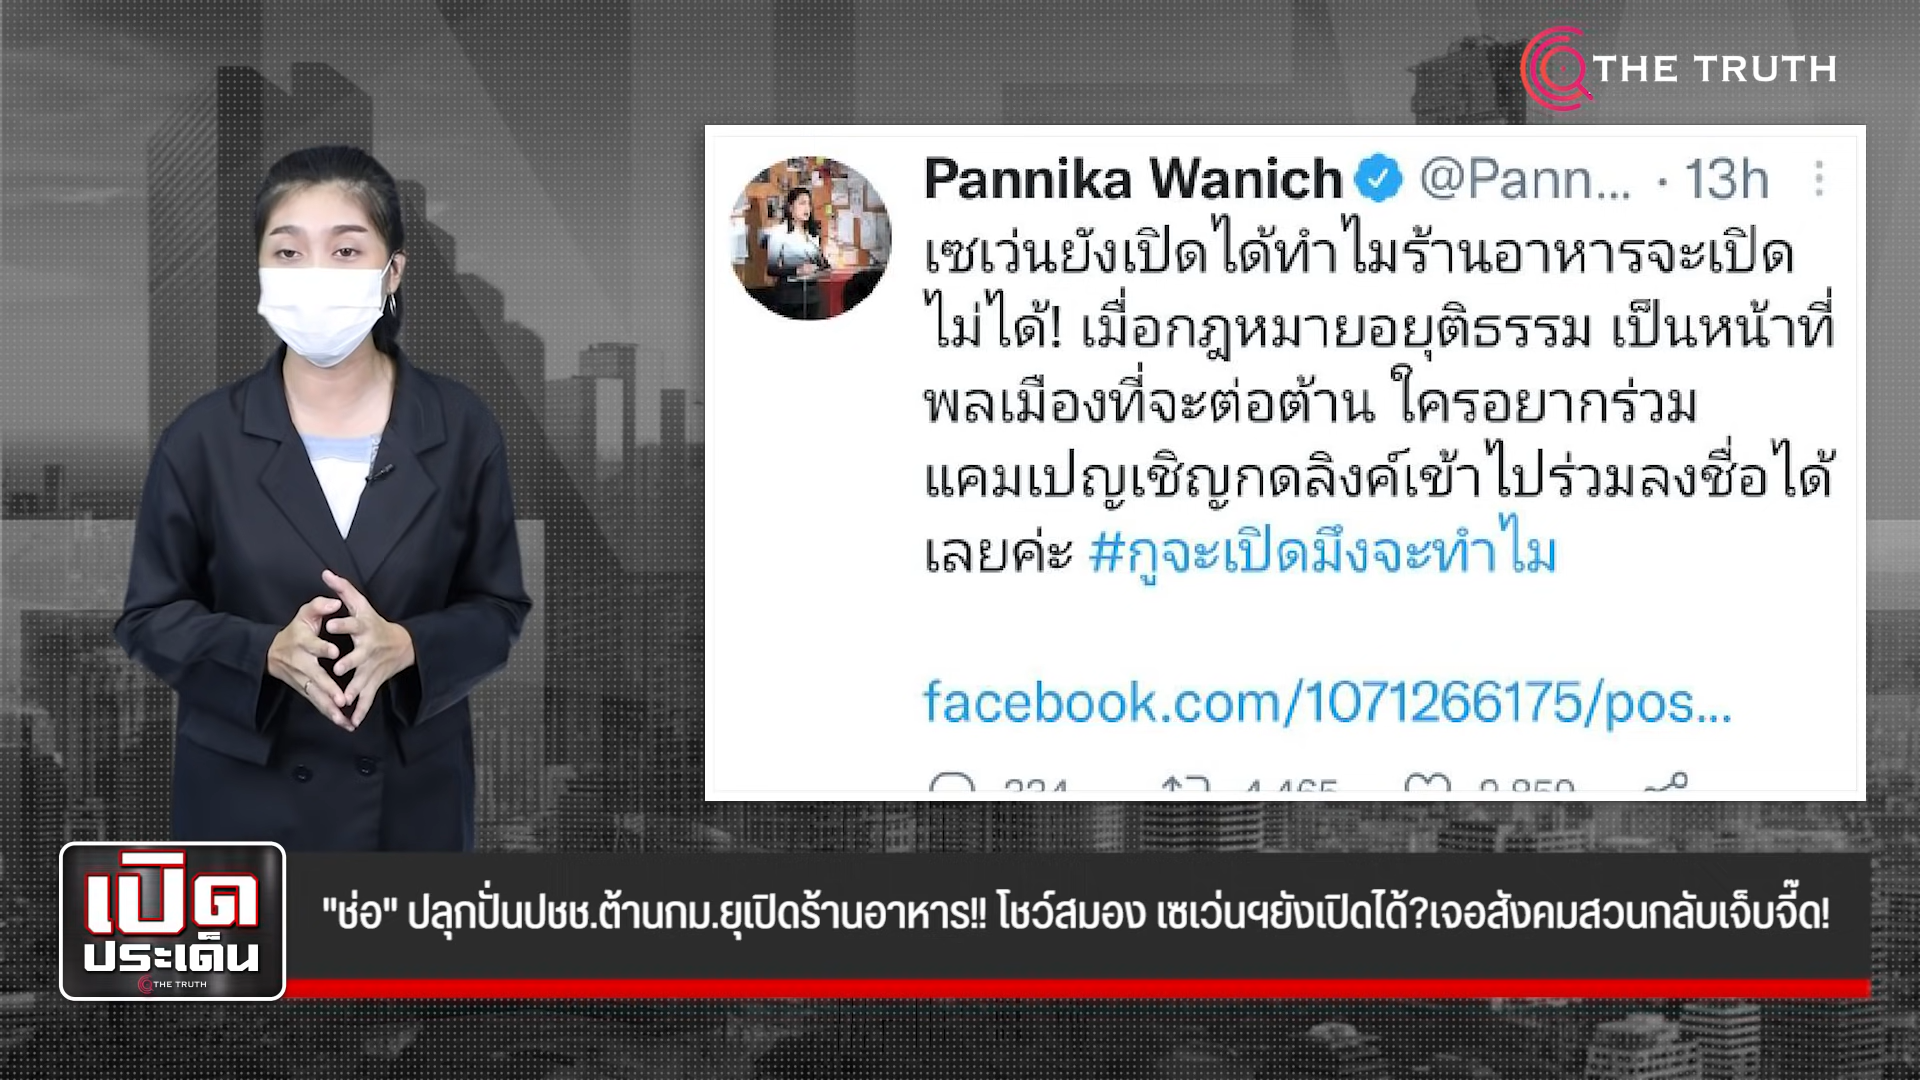 THE TRUTH
Pannika Wanich @Pann... · 13h
เซเว่นยังเปิดได้ทำไมร้านอาหารจะเปิด
ไม่ได้! เมื่อกฎหมายอยุติธรรม เป็นหน้าที่
พลเมืองที่จะต่อต้าน ใครอยากร่วม
แคมเปญเชิญกดลิงค์เข้าไปร่วมลงชื่อได้
เลยค่ะ #กูจะเปิดมึงจะทำไม
facebook.com/1071266175/pos...
เปิด
ประเด็น
THE TRUTH
"ช่อ" ปลุกปั่นปชช.ต้านกม.ยุเปิดร้านอาหาร!! โชว์สมอง เซเว่นฯยังเปิดได้?เจอสังคมสวนกลับเจ็บจี๊ด!